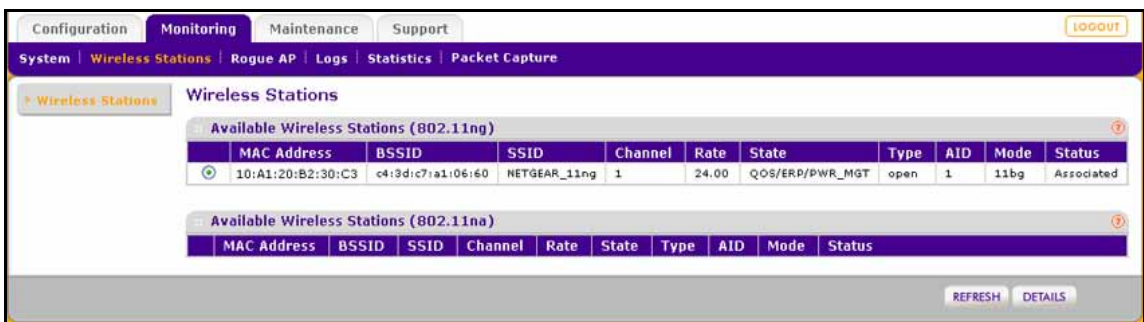 Configuration Monitoring Maintenance Support LOGOUT
System Wireless Stations Rogue AP Logs Statistics Packet Capture
Wireless Stations
Wireless Stations
Available Wireless Stations (802.11ng) ?
MAC Address BSSID SSID Channel Rate State Type AID Mode Status
10:A1:20:B2:30:C3 c4:3d:c7:a1:06:60 NETGEAR_11ng 1 24.00 QOS/ERP/PWR_MGT open 1 11bg Associated
Available Wireless Stations (802.11na) ?
MAC Address BSSID SSID Channel Rate State Type AID Mode Status
REFRESH DETAILS